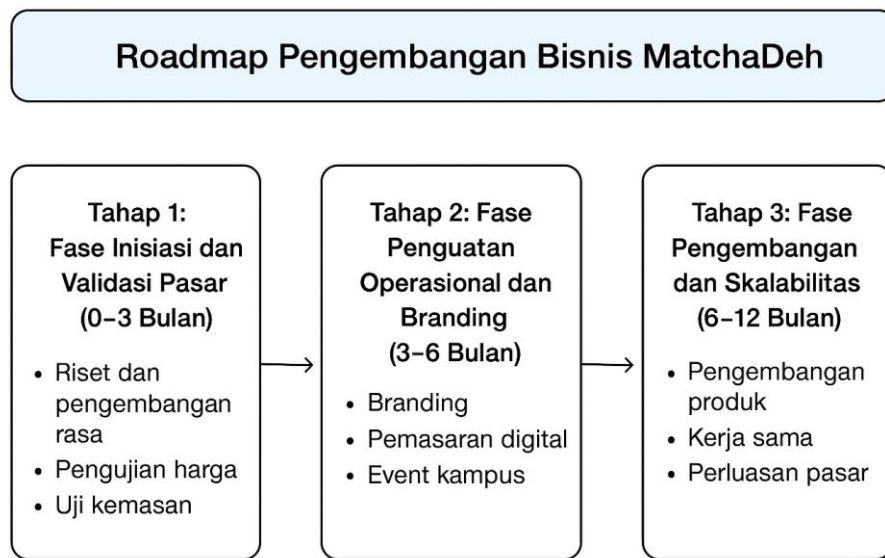 Roadmap Pengembangan Bisnis MatchaDeh
Tahap 1:
Fase Inisiasi dan
Validasi Pasar
(0–3 Bulan)
• Riset dan
pengembangan
rasa
• Pengujian harga
• Uji kemasan
Tahap 2: Fase
Penguatan
Operasional dan
Branding
(3–6 Bulan)
• Branding
• Pemasaran digital
• Event kampus
Tahap 3: Fase
Pengembangan
dan Skalabilitas
(6–12 Bulan)
• Pengembangan
produk
• Kerja sama
• Perluasan pasar